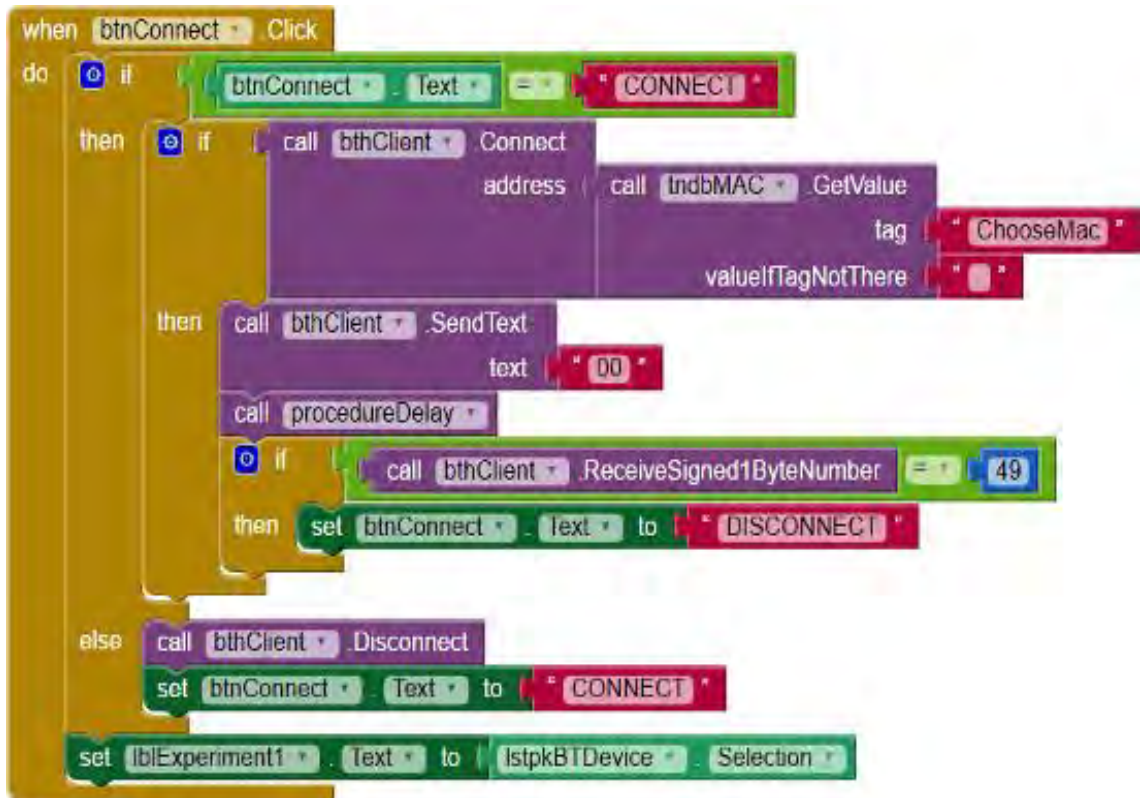 when btnConnect .Click
do if btnConnect . Text = " CONNECT "
then if call bthClient .Connect
address call tndbMAC .GetValue
tag " ChooseMac "
valueIfTagNotThere " "
then call bthClient .SendText
text " D0 "
call procedureDelay
if call bthClient .ReceiveSigned1ByteNumber = 49
then set btnConnect . Text to " DISCONNECT "
else call bthClient .Disconnect
set btnConnect . Text to " CONNECT "
set lblExperiment1 . Text to lstpkBTDevice . Selection